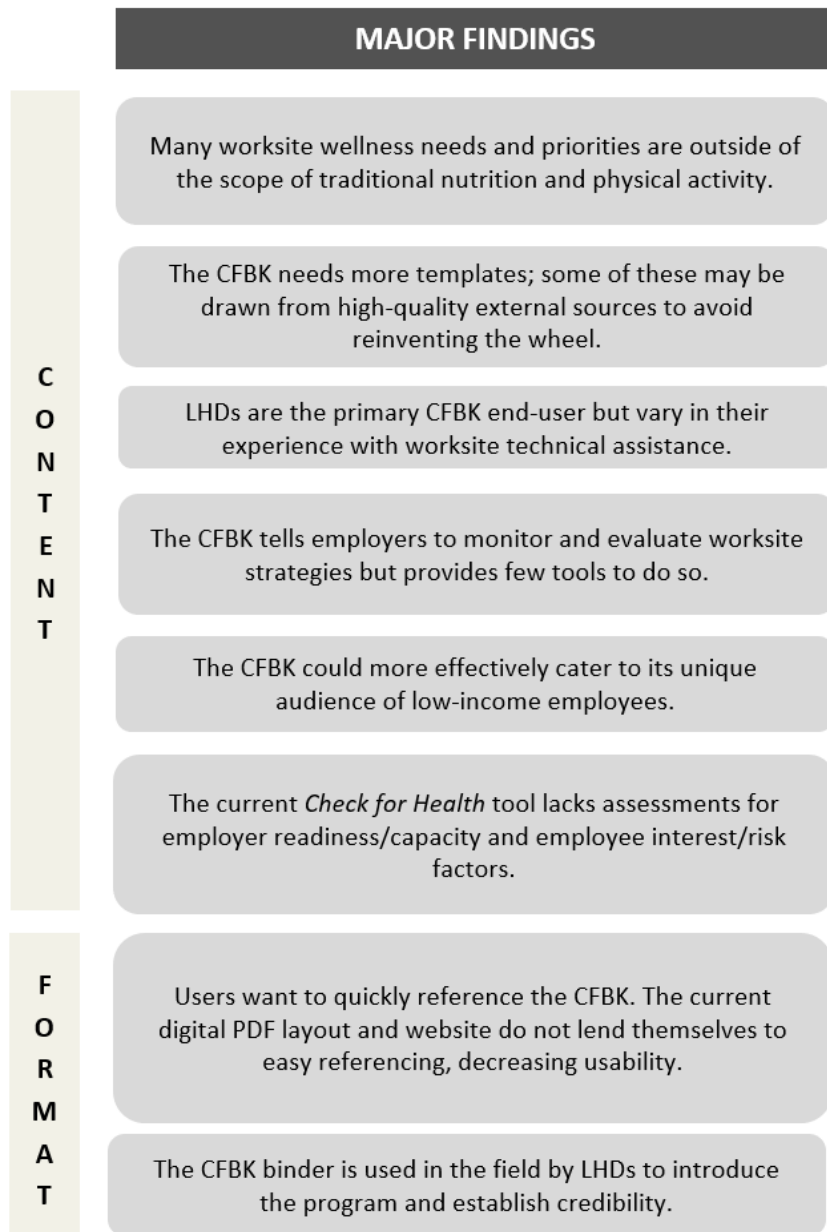 MAJOR FINDINGS
CONTENT
Many worksite wellness needs and priorities are outside of
the scope of traditional nutrition and physical activity.
The CFBK needs more templates; some of these may be
drawn from high-quality external sources to avoid
reinventing the wheel.
LHDs are the primary CFBK end-user but vary in their
experience with worksite technical assistance.
The CFBK tells employers to monitor and evaluate worksite
strategies but provides few tools to do so.
The CFBK could more effectively cater to its unique
audience of low-income employees.
The current Check for Health tool lacks assessments for
employer readiness/capacity and employee interest/risk
factors.
FORMAT
Users want to quickly reference the CFBK. The current
digital PDF layout and website do not lend themselves to
easy referencing, decreasing usability.
The CFBK binder is used in the field by LHDs to introduce
the program and establish credibility.